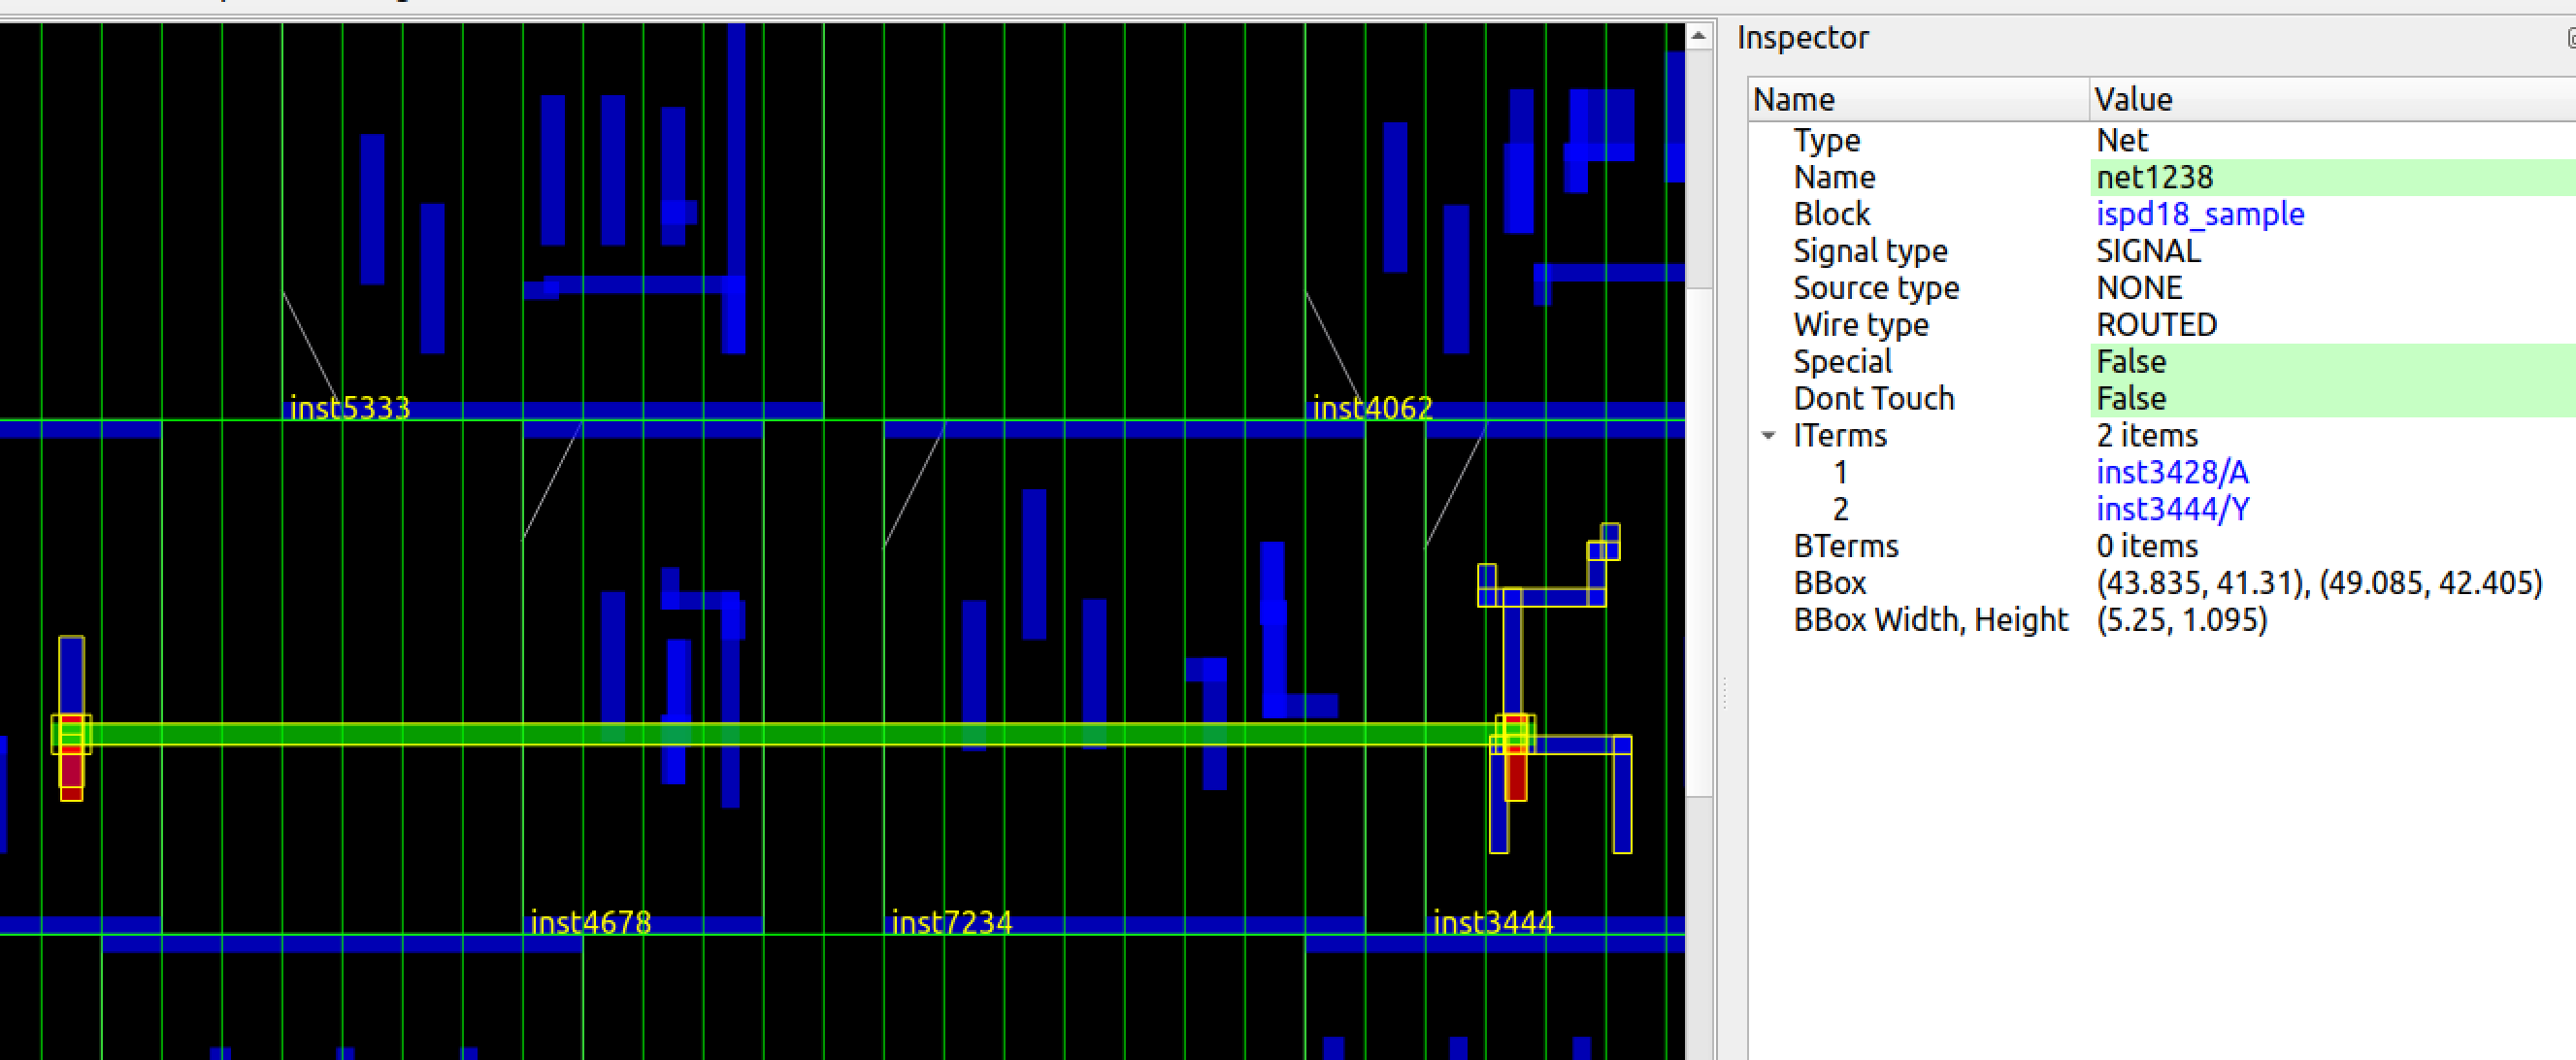 Inspector
Name Value
Type Net
Name net1238
Block ispd18_sample
Signal type SIGNAL
Source type NONE
Wire type ROUTED
Special False
Dont Touch False
ITerms 2 items
1 inst3428/A
2 inst3444/Y
BTerms 0 items
BBox (43.835, 41.31), (49.085, 42.405)
BBox Width, Height (5.25, 1.095)
inst5333
inst4062
inst4678
inst7234
inst3444